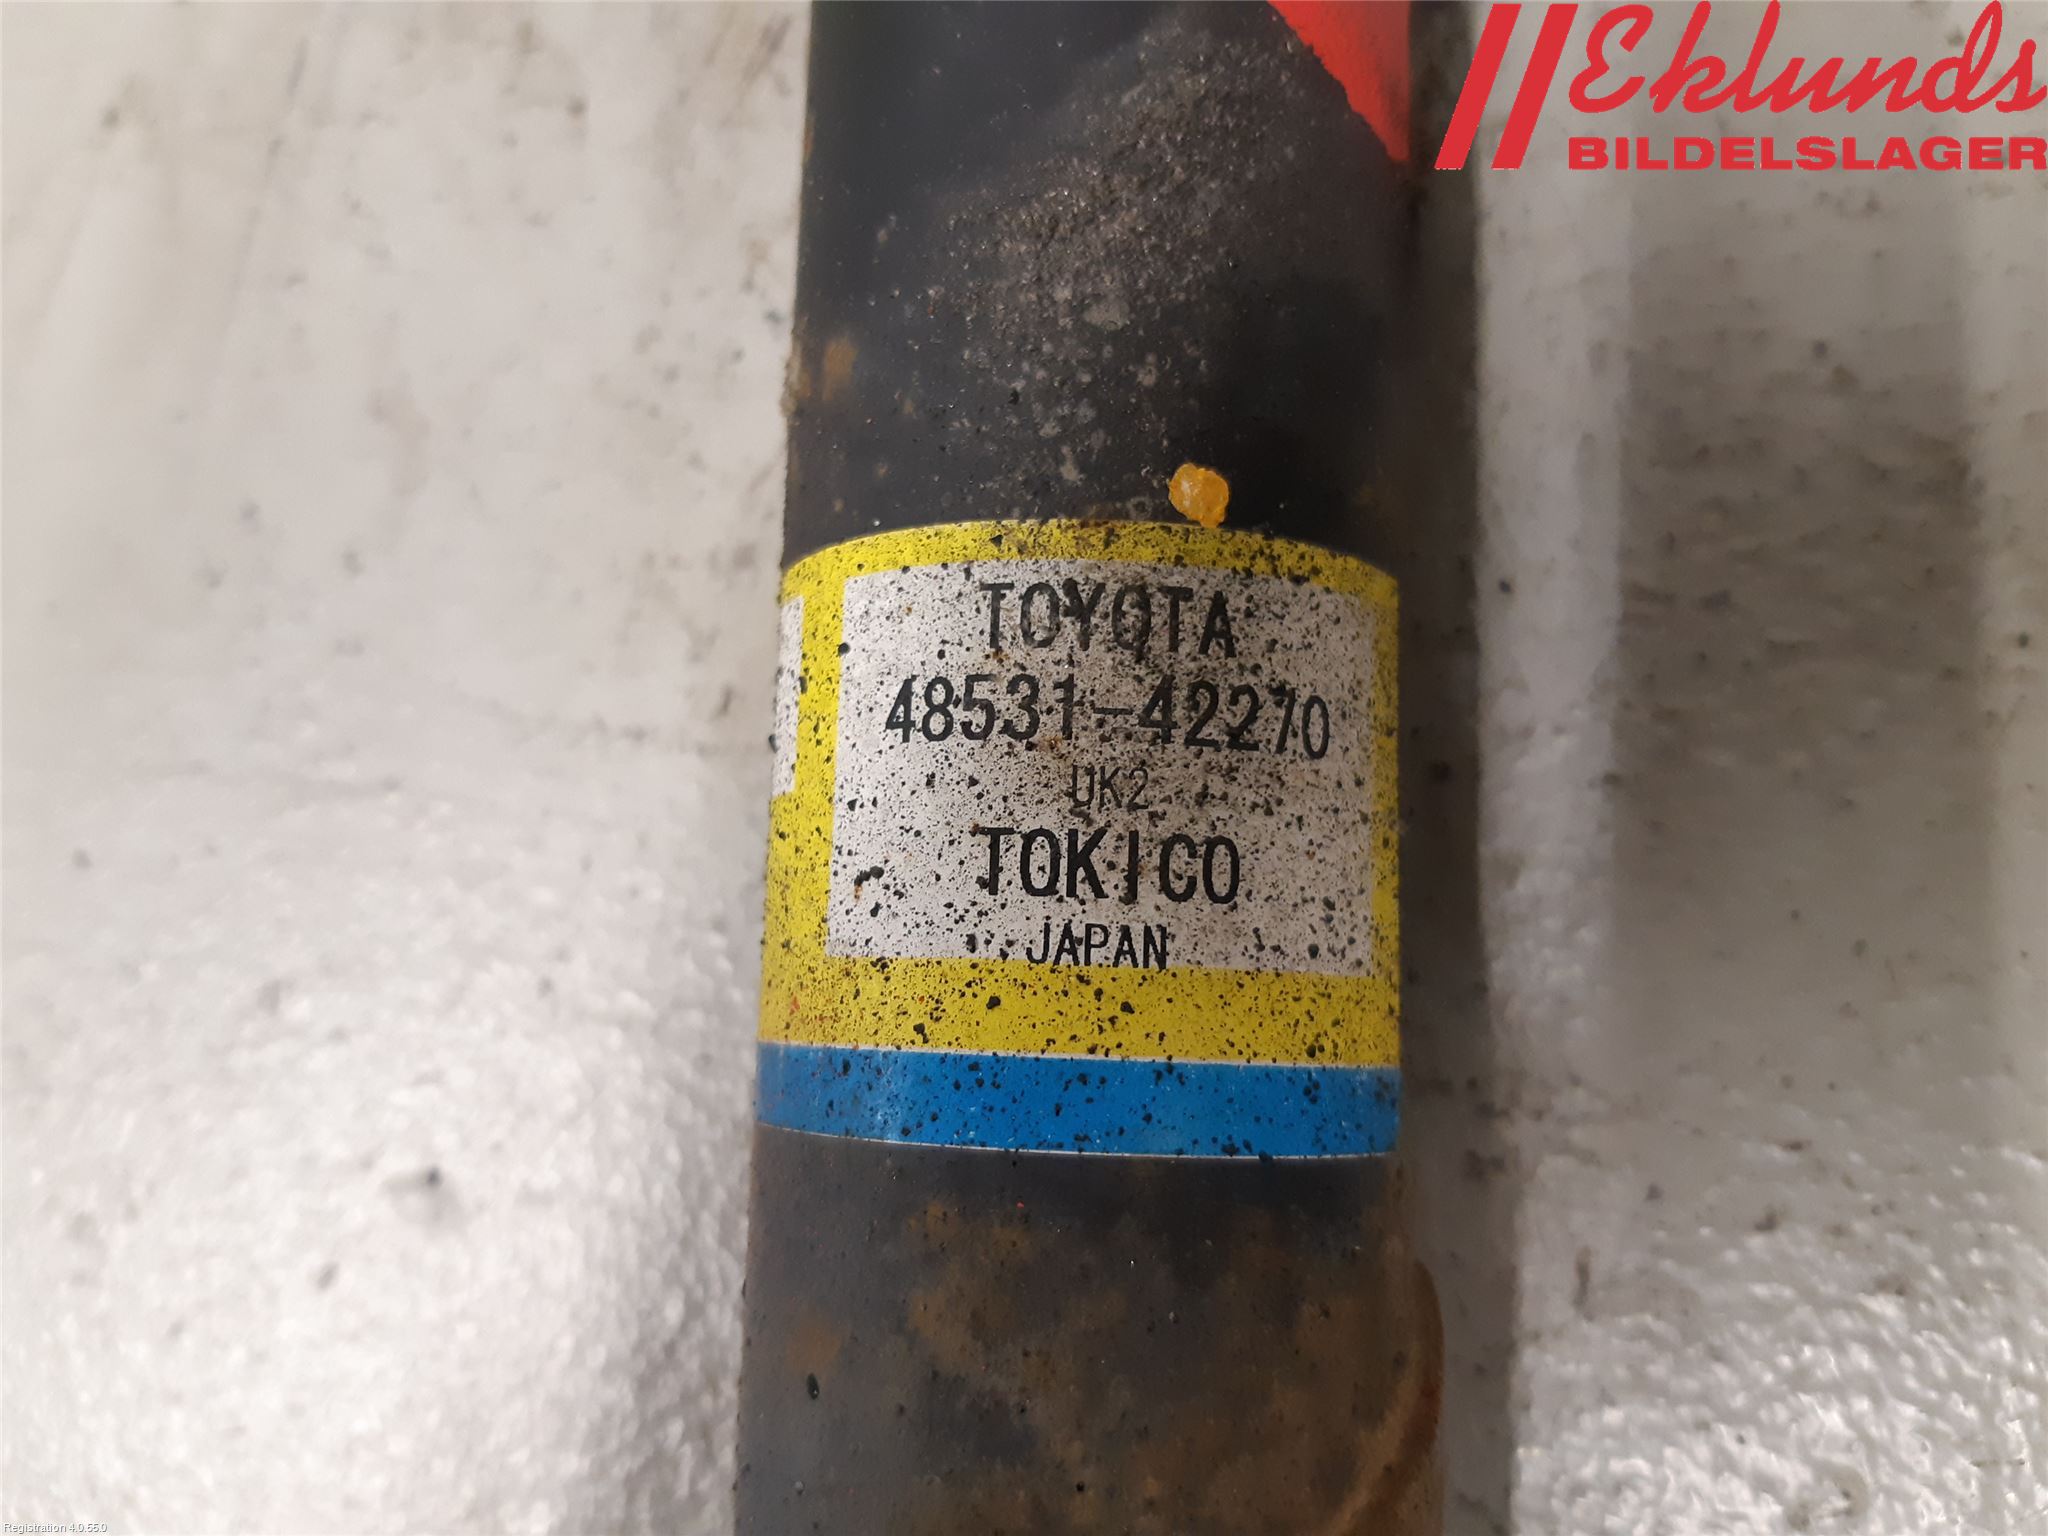 Eklunds
BILDELSLAGER
TOYOTA
48531-42270
UK2
TOKICO
JAPAN
Registration 4.0.55.0